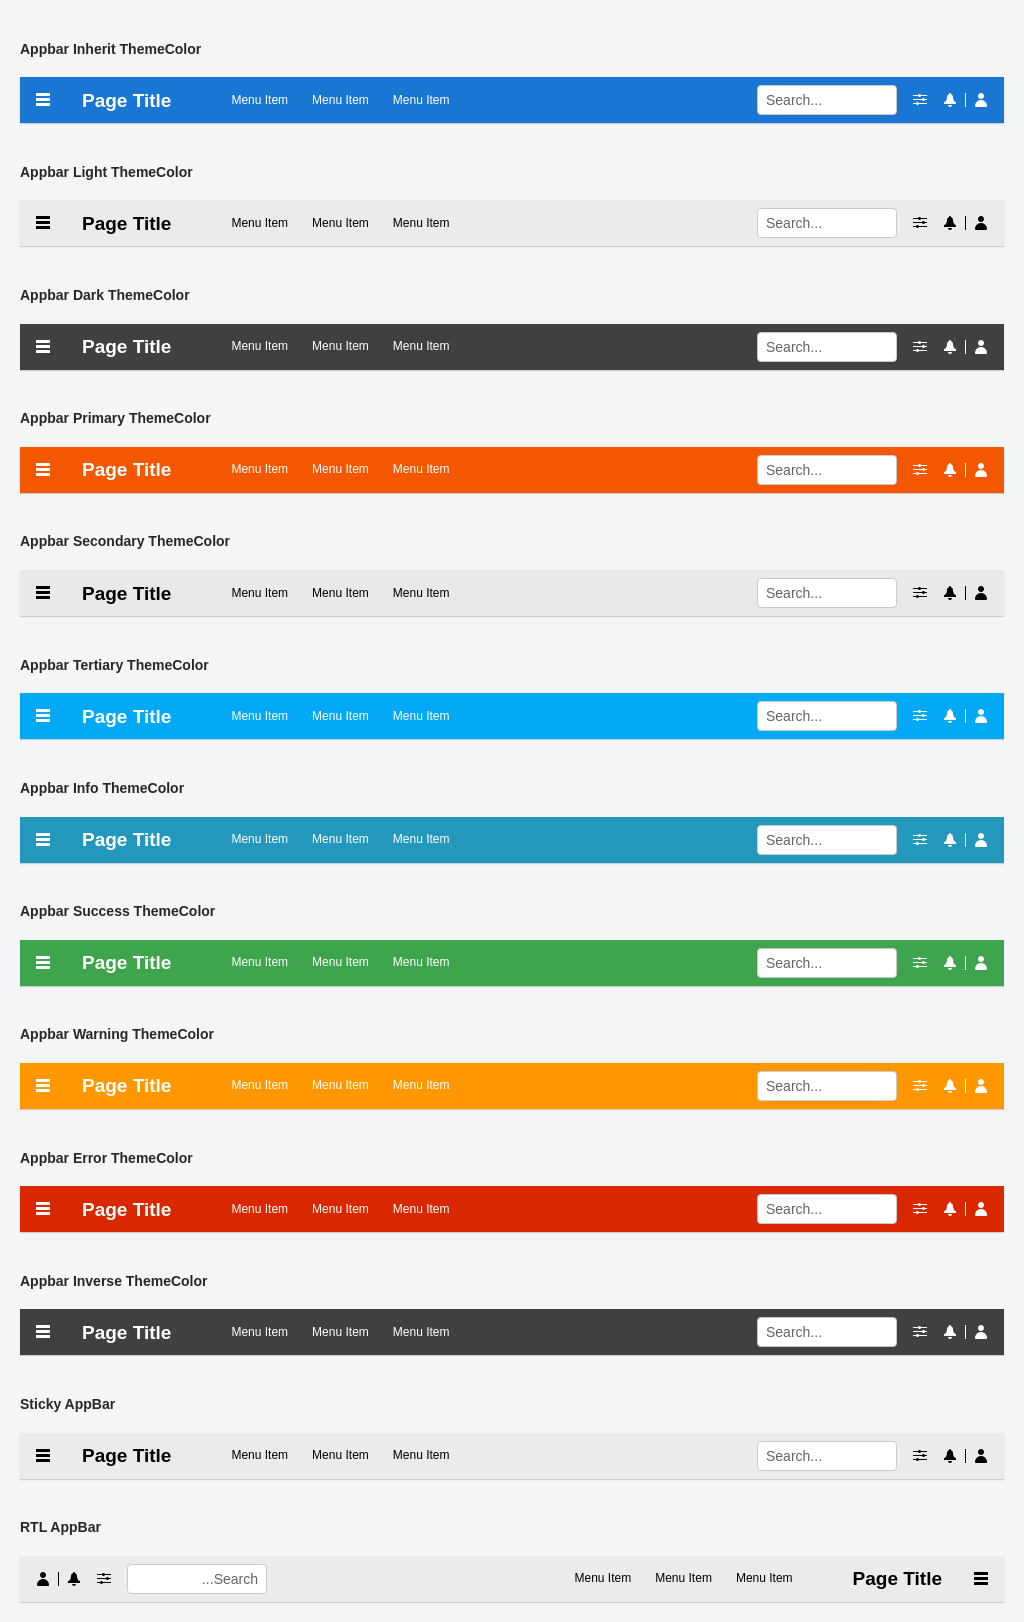 Appbar Inherit ThemeColor
Page Title Menu Item Menu Item Menu Item Search...
Appbar Light ThemeColor
Page Title Menu Item Menu Item Menu Item Search...
Appbar Dark ThemeColor
Page Title Menu Item Menu Item Menu Item Search...
Appbar Primary ThemeColor
Page Title Menu Item Menu Item Menu Item Search...
Appbar Secondary ThemeColor
Page Title Menu Item Menu Item Menu Item Search...
Appbar Tertiary ThemeColor
Page Title Menu Item Menu Item Menu Item Search...
Appbar Info ThemeColor
Page Title Menu Item Menu Item Menu Item Search...
Appbar Success ThemeColor
Page Title Menu Item Menu Item Menu Item Search...
Appbar Warning ThemeColor
Page Title Menu Item Menu Item Menu Item Search...
Appbar Error ThemeColor
Page Title Menu Item Menu Item Menu Item Search...
Appbar Inverse ThemeColor
Page Title Menu Item Menu Item Menu Item Search...
Sticky AppBar
Page Title Menu Item Menu Item Menu Item Search...
RTL AppBar
...Search Menu Item Menu Item Menu Item Page Title